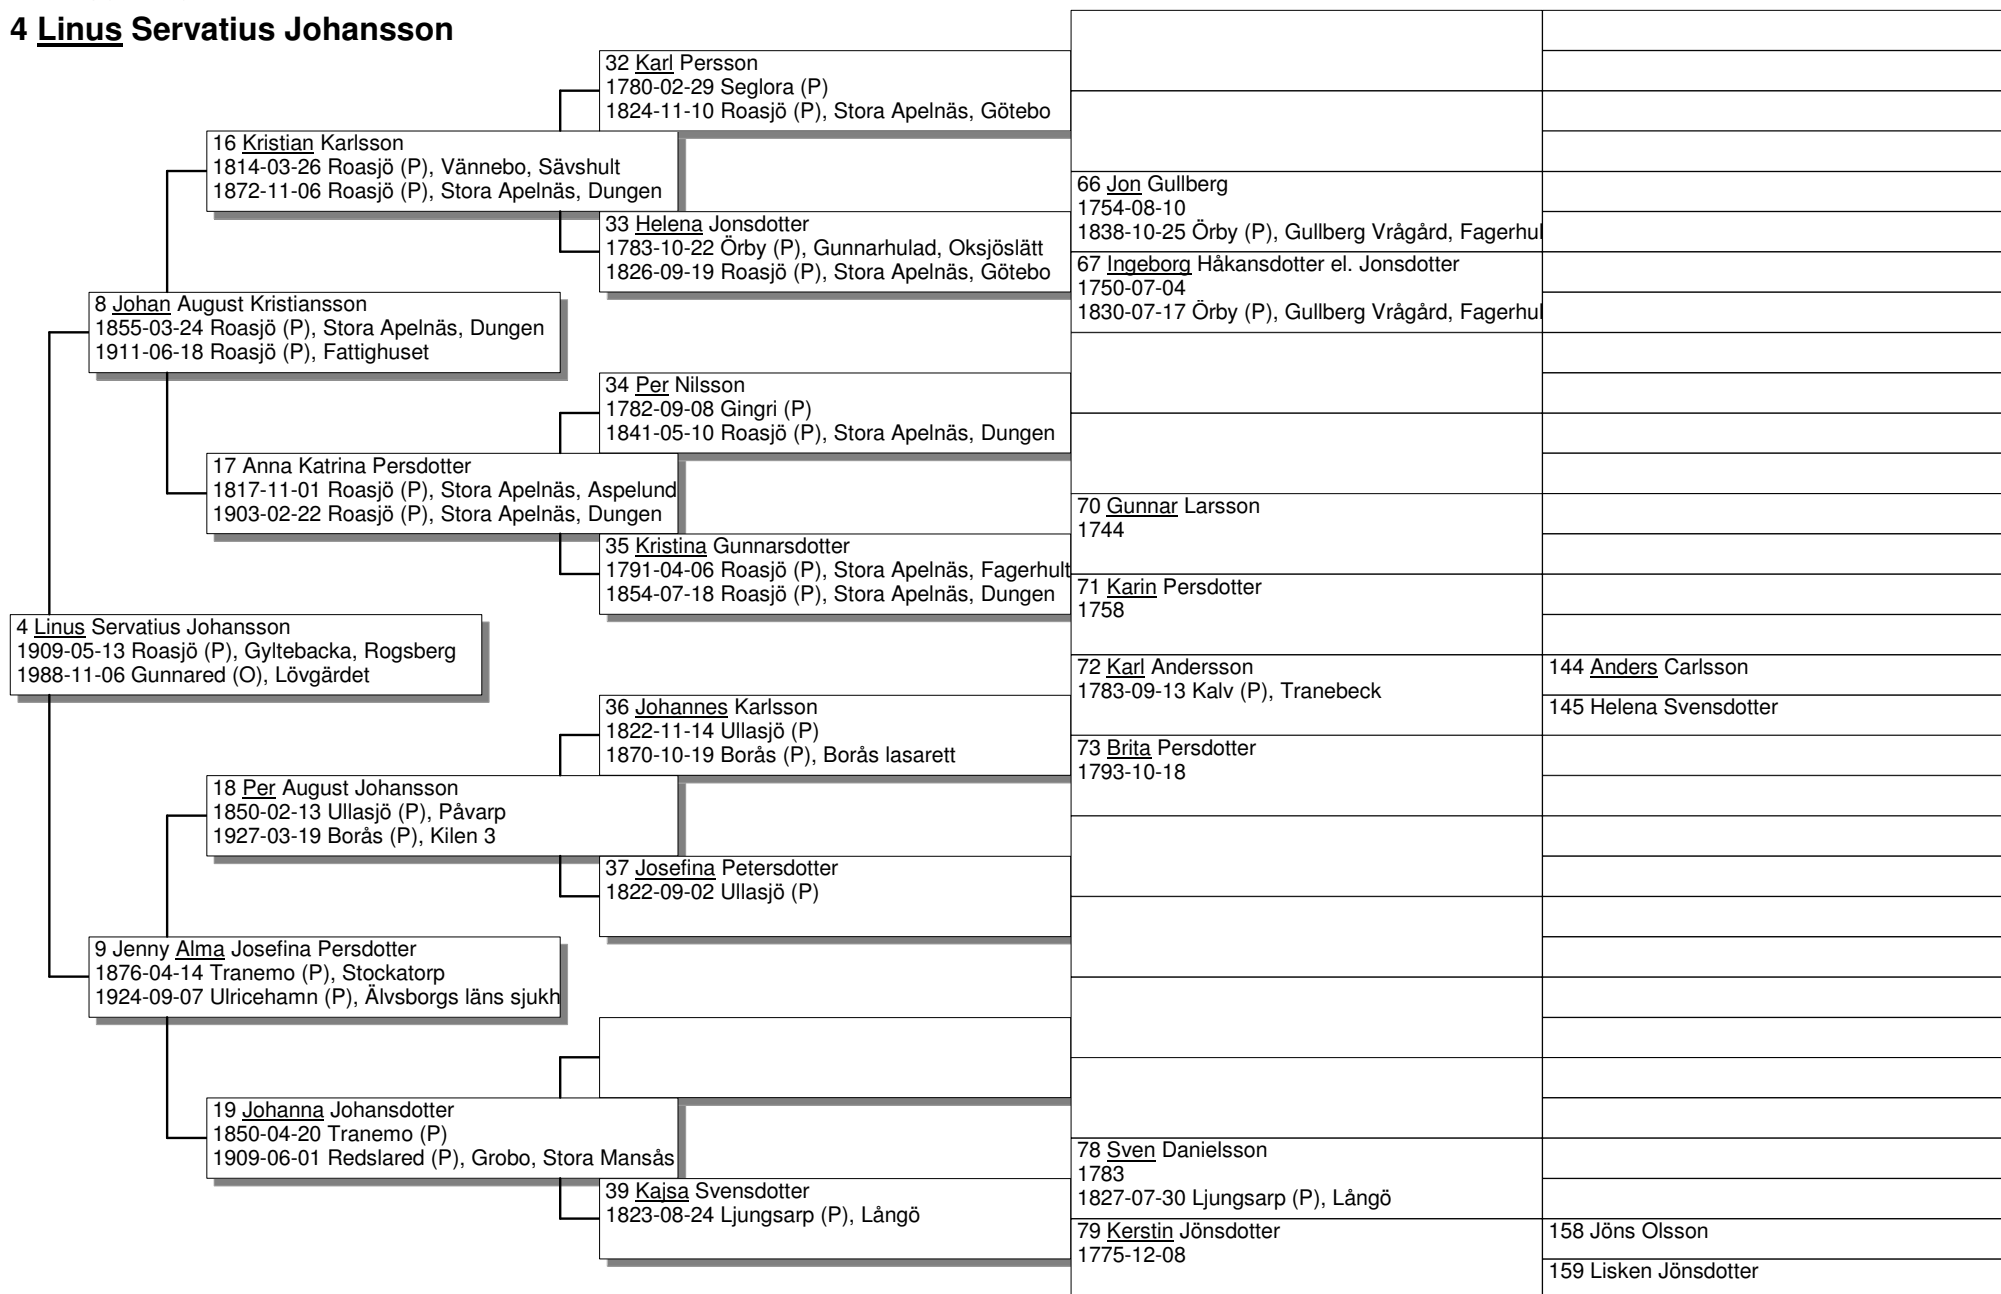 4 Linus Servatius Johansson
4 Linus Servatius Johansson
1909-05-13 Roasjö (P), Gyltebacka, Rogsberg
1988-11-06 Gunnared (O), Lövgärdet
8 Johan August Kristiansson
1855-03-24 Roasjö (P), Stora Apelnäs, Dungen
1911-06-18 Roasjö (P), Fattighuset
9 Jenny Alma Josefina Persdotter
1876-04-14 Tranemo (P), Stockatorp
1924-09-07 Ulricehamn (P), Älvsborgs läns sjukh
16 Kristian Karlsson
1814-03-26 Roasjö (P), Vännebo, Sävshult
1872-11-06 Roasjö (P), Stora Apelnäs, Dungen
17 Anna Katrina Persdotter
1817-11-01 Roasjö (P), Stora Apelnäs, Aspelund
1903-02-22 Roasjö (P), Stora Apelnäs, Dungen
18 Per August Johansson
1850-02-13 Ullasjö (P), Påvarp
1927-03-19 Borås (P), Kilen 3
19 Johanna Johansdotter
1850-04-20 Tranemo (P)
1909-06-01 Redslared (P), Grobo, Stora Mansås
32 Karl Persson
1780-02-29 Seglora (P)
1824-11-10 Roasjö (P), Stora Apelnäs, Götebo
33 Helena Jonsdotter
1783-10-22 Örby (P), Gunnarhulad, Oksjöslätt
1826-09-19 Roasjö (P), Stora Apelnäs, Götebo
34 Per Nilsson
1782-09-08 Gingri (P)
1841-05-10 Roasjö (P), Stora Apelnäs, Dungen
35 Kristina Gunnarsdotter
1791-04-06 Roasjö (P), Stora Apelnäs, Fagerhult
1854-07-18 Roasjö (P), Stora Apelnäs, Dungen
36 Johannes Karlsson
1822-11-14 Ullasjö (P)
1870-10-19 Borås (P), Borås lasarett
37 Josefina Petersdotter
1822-09-02 Ullasjö (P)
39 Kajsa Svensdotter
1823-08-24 Ljungsarp (P), Långö
66 Jon Gullberg
1754-08-10
1838-10-25 Örby (P), Gullberg Vrågård, Fagerhul
67 Ingeborg Håkansdotter el. Jonsdotter
1750-07-04
1830-07-17 Örby (P), Gullberg Vrågård, Fagerhul
70 Gunnar Larsson
1744
71 Karin Persdotter
1758
72 Karl Andersson
1783-09-13 Kalv (P), Tranebeck
73 Brita Persdotter
1793-10-18
78 Sven Danielsson
1783
1827-07-30 Ljungsarp (P), Långö
79 Kerstin Jönsdotter
1775-12-08
144 Anders Carlsson
145 Helena Svensdotter
158 Jöns Olsson
159 Lisken Jönsdotter